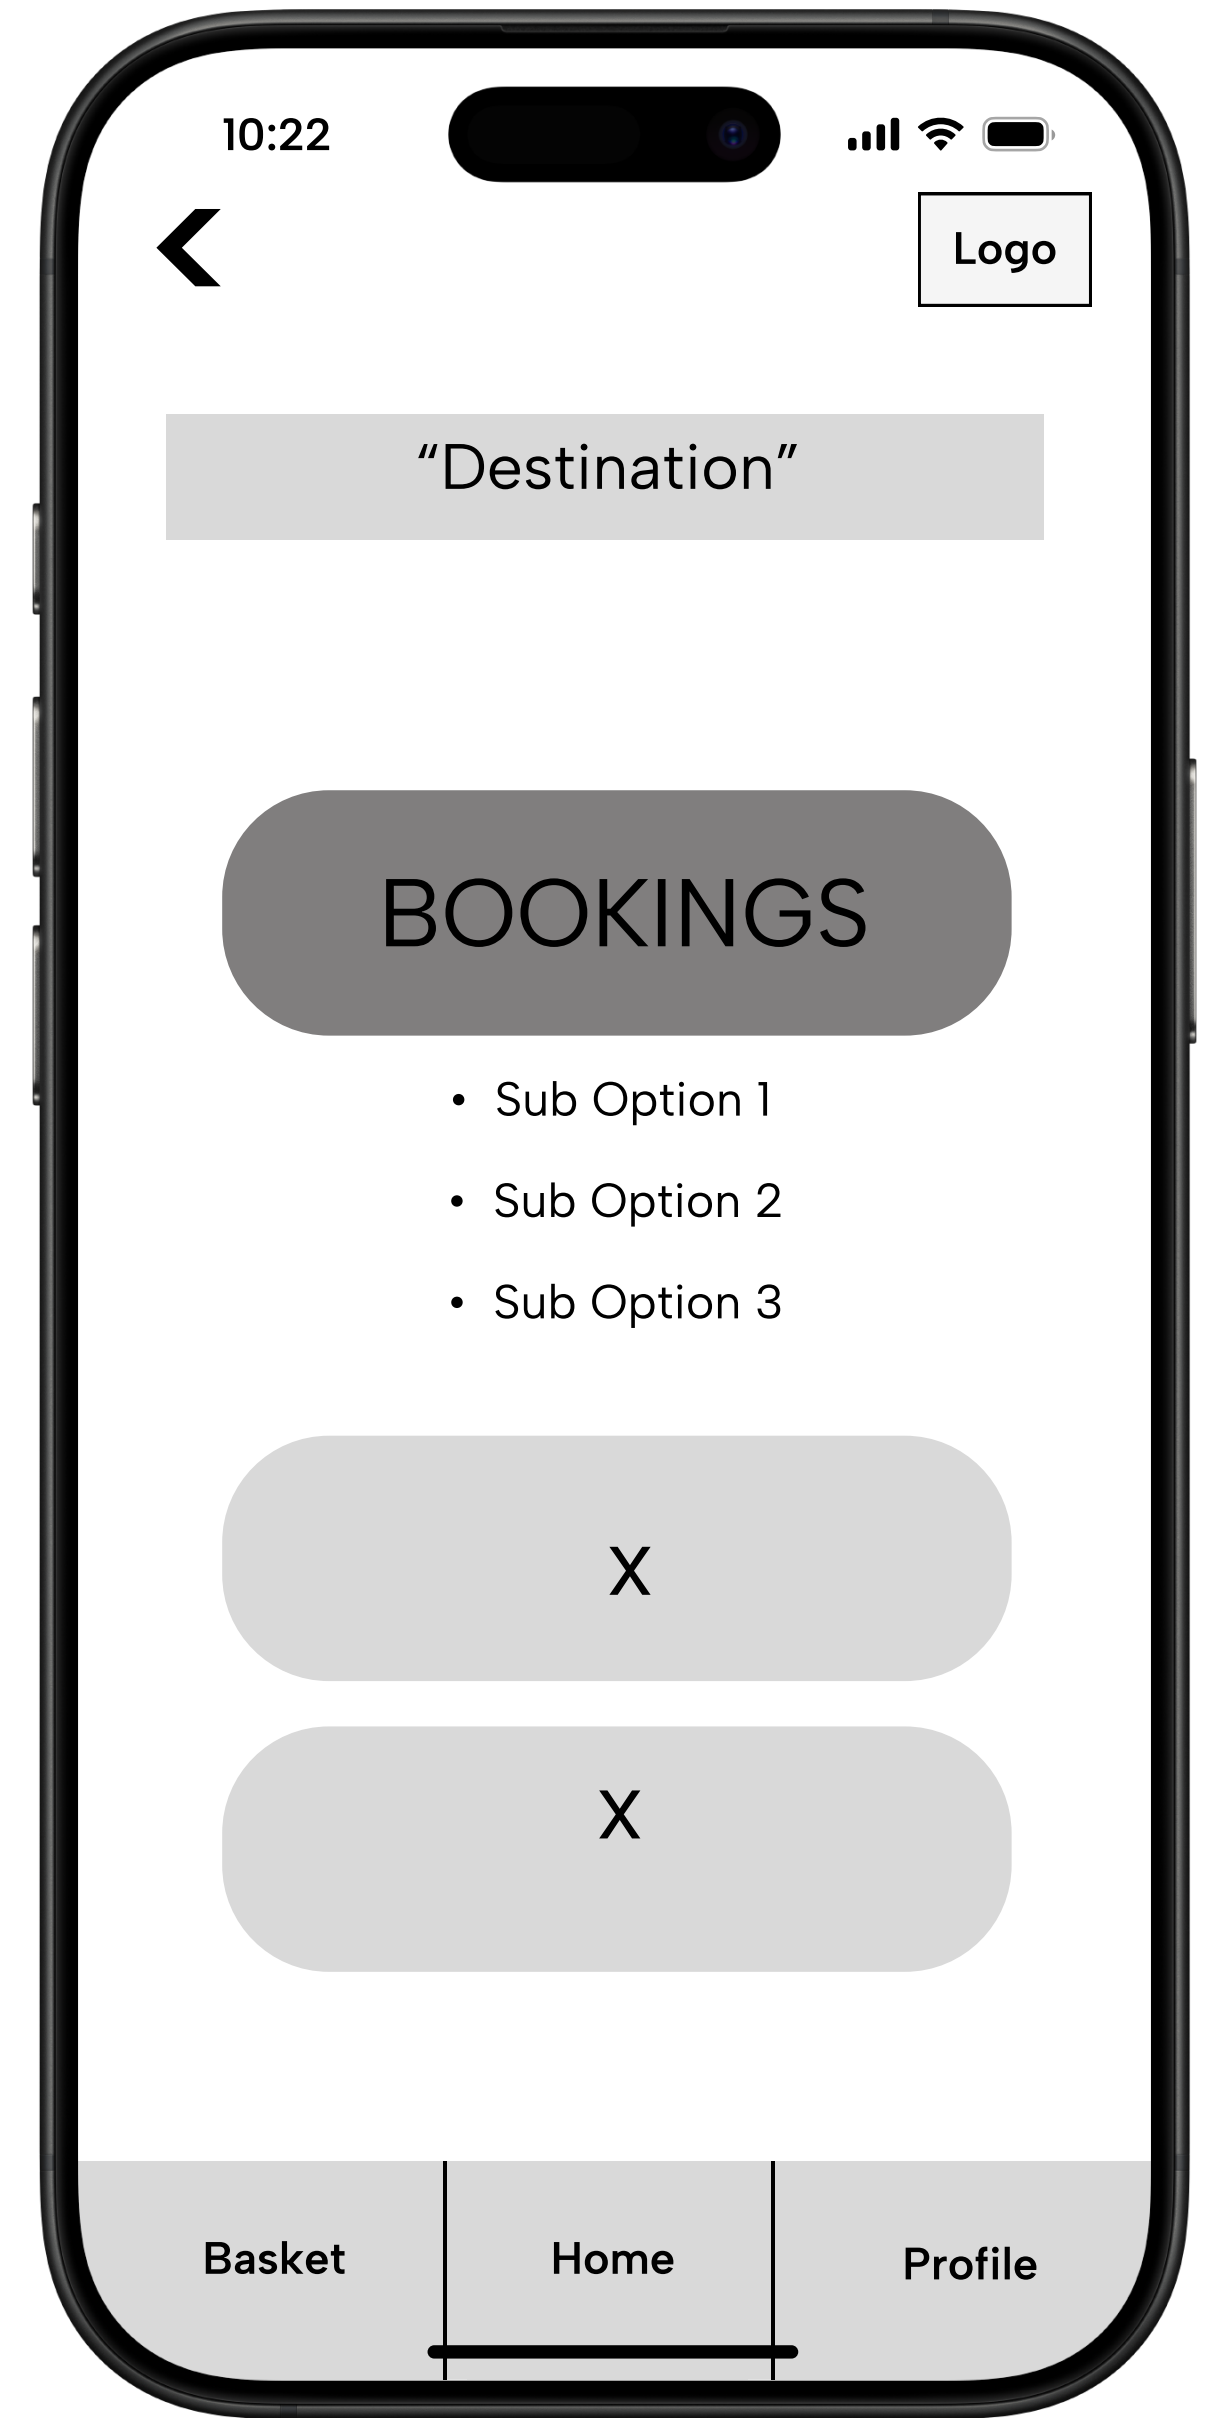 10:22
Logo
“Destination”
BOOKINGS
• Sub Option 1
• Sub Option 2
• Sub Option 3
X
X
Basket
Home
Profile